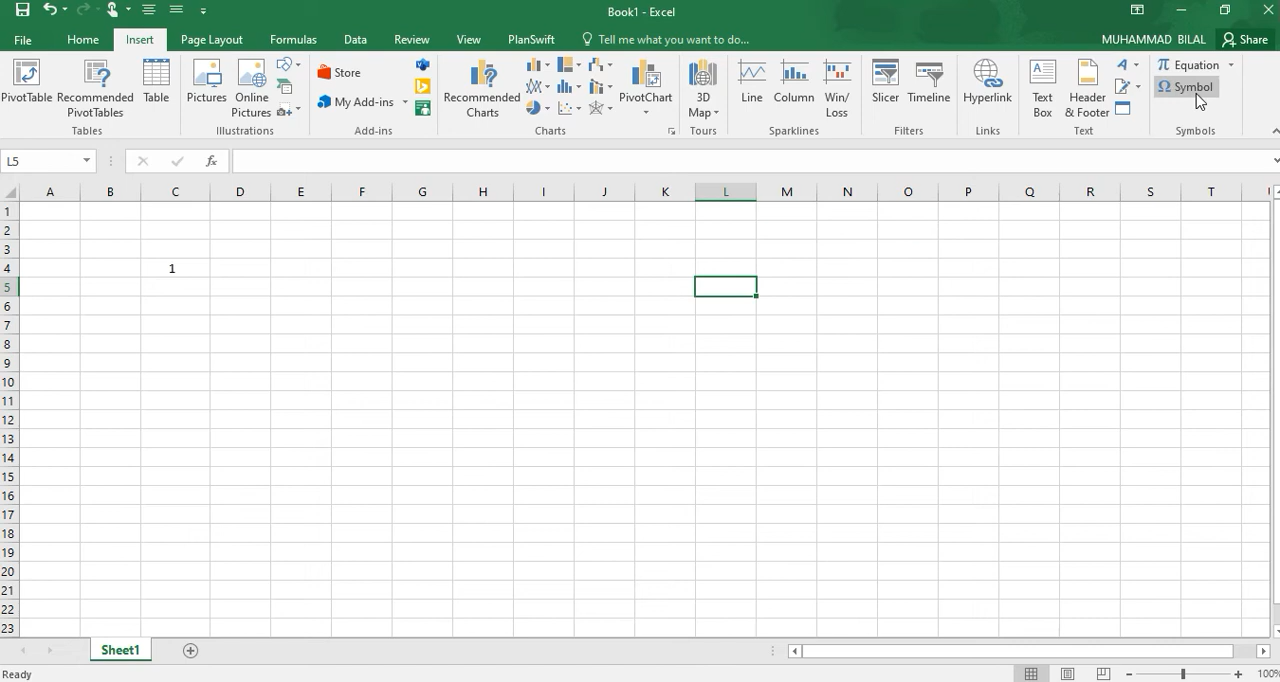 Book1 - Excel
File Home Insert Page Layout Formulas Data Review View PlanSwift Tell me what you want to do... MUHAMMAD BILAL Share
PivotTable
Recommended
PivotTables
Table
Tables
Pictures
Online
Pictures
Illustrations
Store
My Add-ins
Add-ins
Recommended
Charts
PivotChart
Charts
3D
Map
Tours
Line
Column
Win/
Loss
Sparklines
Slicer
Timeline
Filters
Hyperlink
Links
Text
Box
Header
& Footer
Text
π Equation
Ω Symbol
Symbols
L5 fx
A B C D E F G H I J K L M N O P Q R S T
1
2
3
4 1
5
6
7
8
9
10
11
12
13
14
15
16
17
18
19
20
21
22
23
Sheet1
Ready 100%